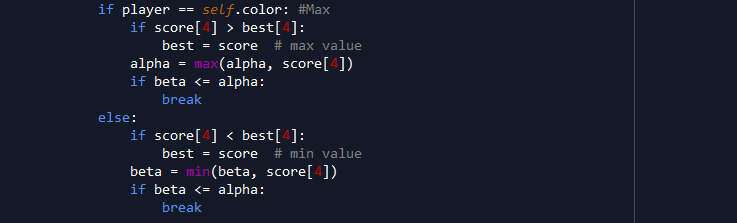 if player == self.color: #Max
if score[4] > best[4]:
best = score  # max value
alpha = max(alpha, score[4])
if beta <= alpha:
break
else:
if score[4] < best[4]:
best = score  # min value
beta = min(beta, score[4])
if beta <= alpha:
break